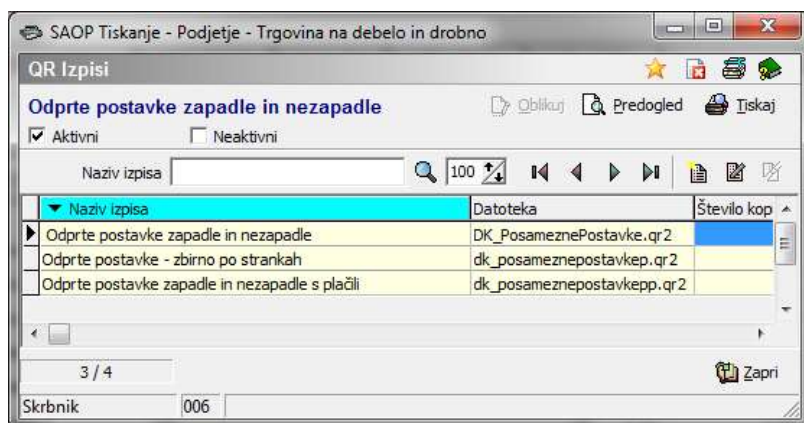 SAOP Tiskanje - Podjetje - Trgovina na debelo in drobno
QR Izpisi
Odprte postavke zapadle in nezapadle
Oblikuj Predogled Tiskaj
Aktivni Neaktivni
Naziv izpisa 100
Naziv izpisa Datoteka Število kop
Odprte postavke zapadle in nezapadle DK_PosameznePostavke.qr2
Odprte postavke - zbirno po strankah dk_posameznepostavkep.qr2
Odprte postavke zapadle in nezapadle s plačili dk_posameznepostavkepp.qr2
3 / 4
Zapri
Skrbnik 006